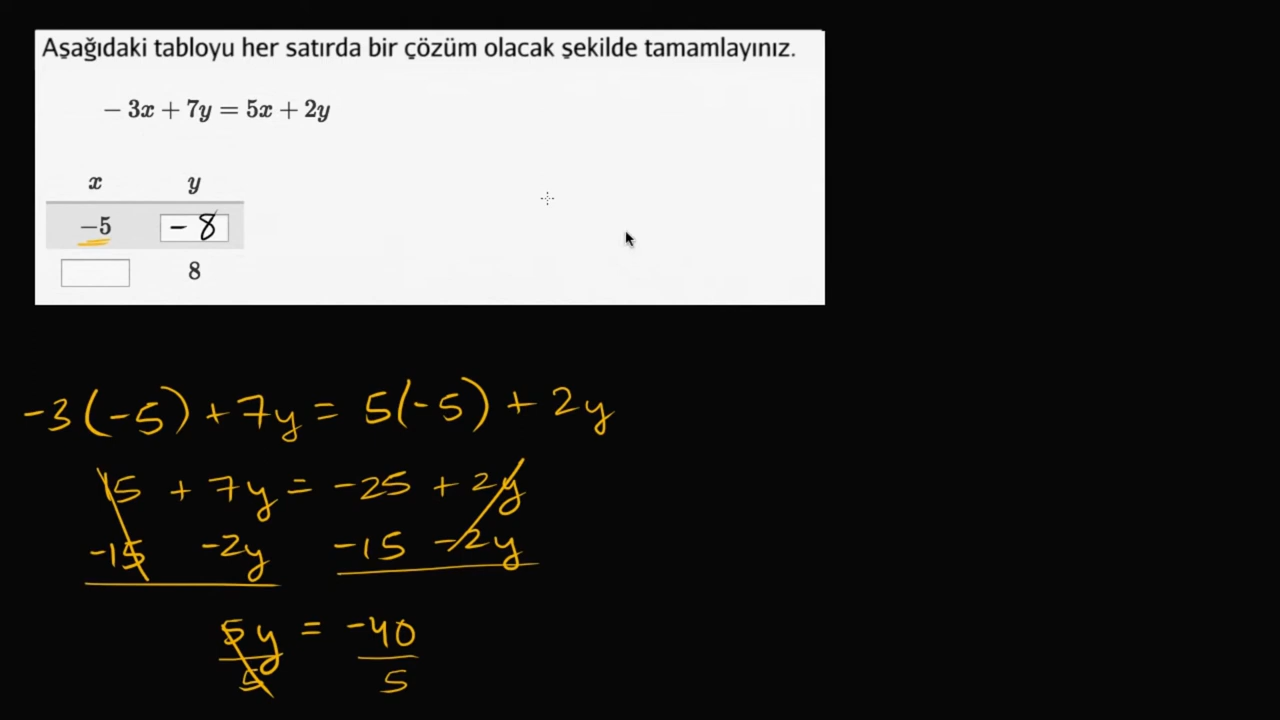 Aşağıdaki tabloyu her satırda bir çözüm olacak şekilde tamamlayınız.
− 3x + 7y = 5x + 2y
x y
−5 - 8
8
-3(-5) + 7y = 5(-5) + 2y
15 + 7y = -25 + 2y
-15 -2y -15 -2y
5y = -40
5 5